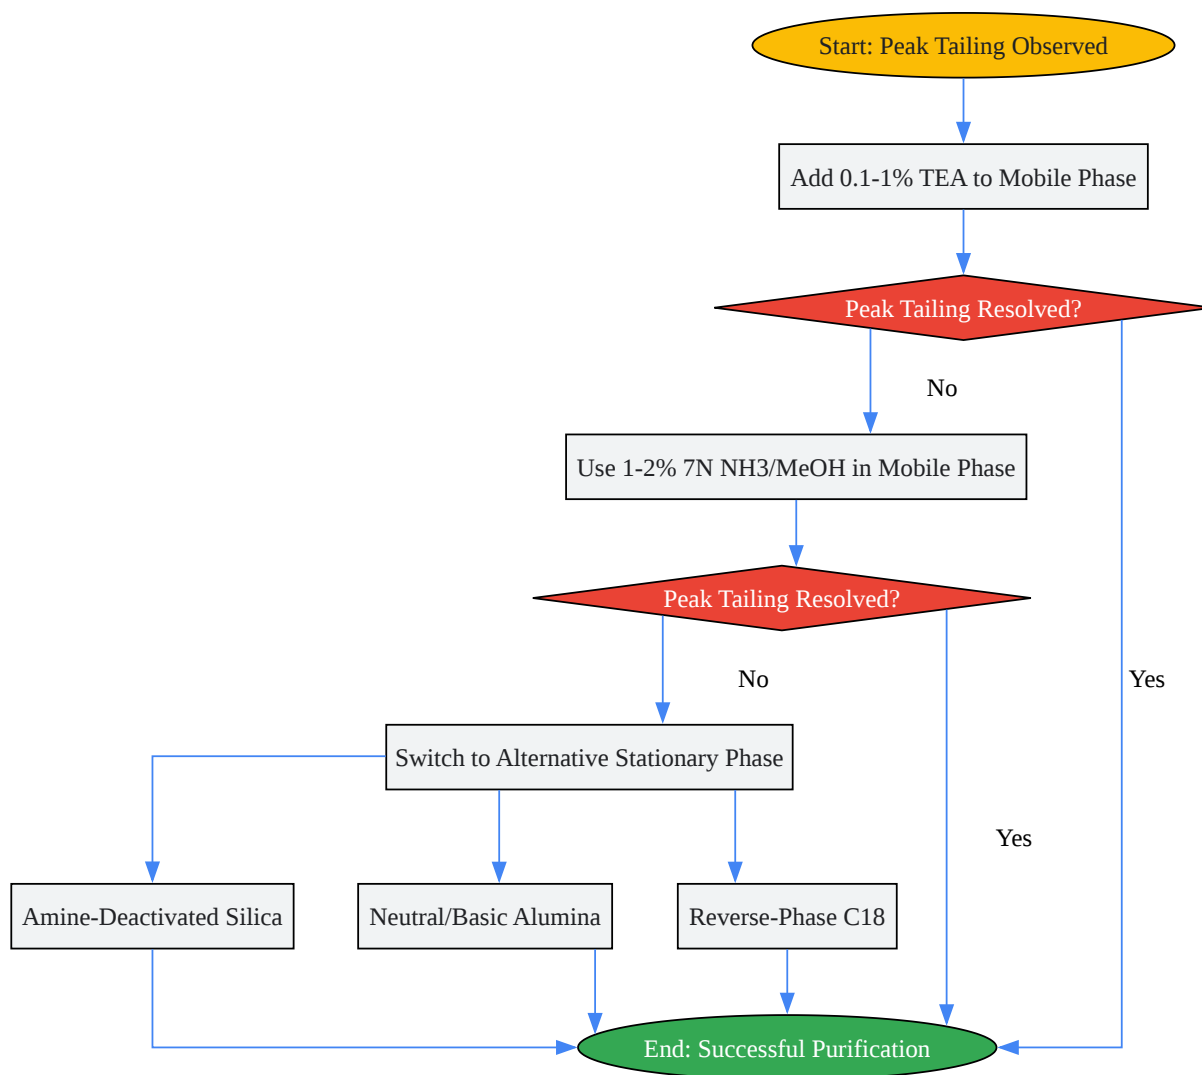 Start: Peak Tailing Observed
Add 0.1-1% TEA to Mobile Phase
Peak Tailing Resolved?
No
Use 1-2% 7N NH3/MeOH in Mobile Phase
Peak Tailing Resolved?
No
Yes
Switch to Alternative Stationary Phase
Yes
Amine-Deactivated Silica
Neutral/Basic Alumina
Reverse-Phase C18
End: Successful Purification